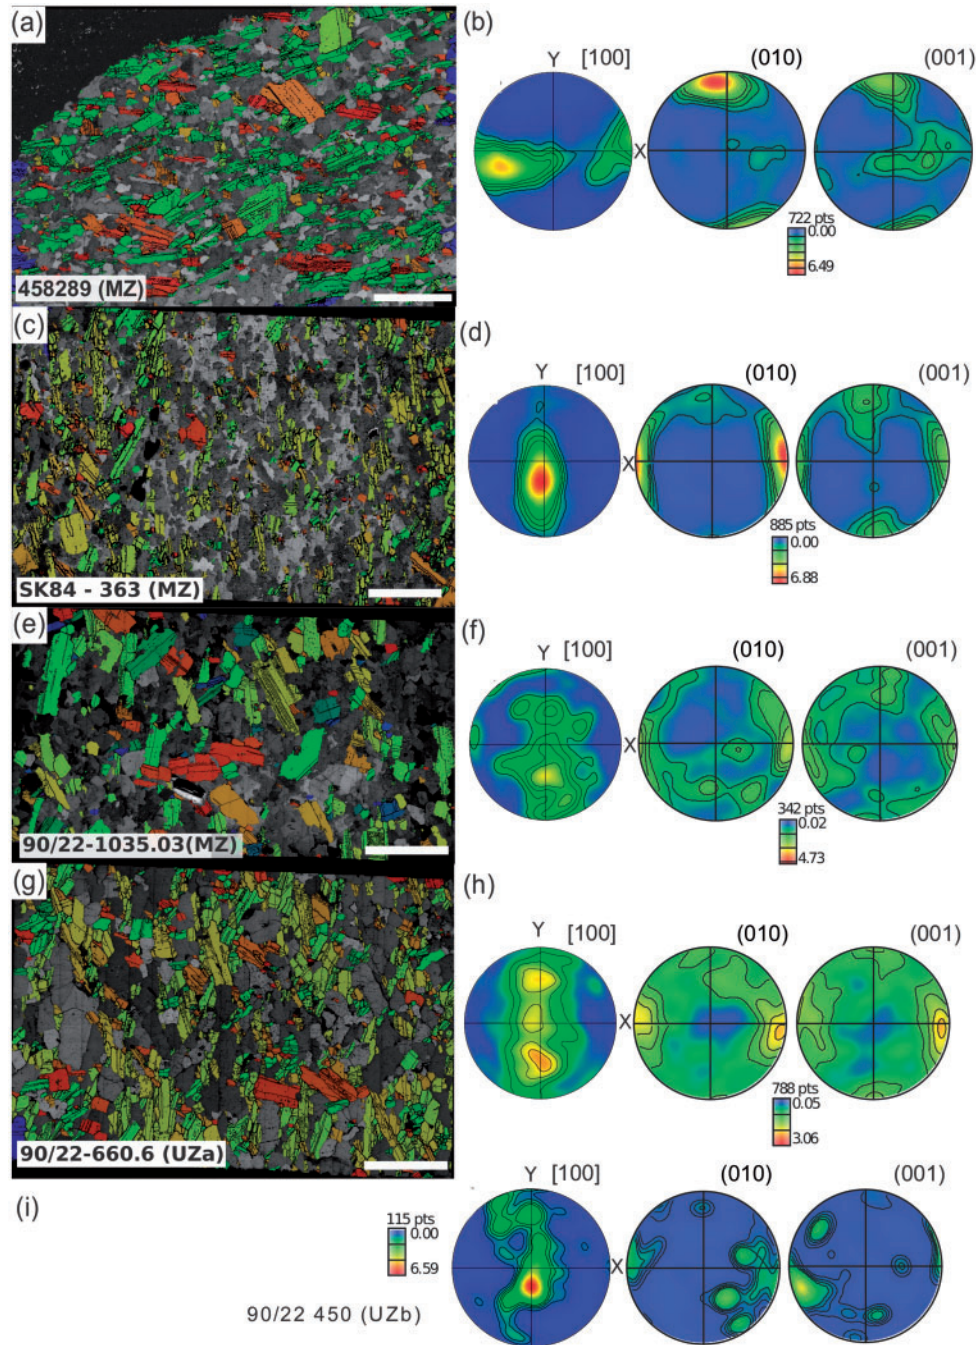 (a)
458289 (MZ)
(b)
Y [100] (010) (001)
X
722 pts
0.00
6.49
(c)
SK84 - 363 (MZ)
(d)
Y [100] (010) (001)
X
885 pts
0.00
6.88
(e)
90/22-1035.03(MZ)
(f)
Y [100] (010) (001)
X
342 pts
0.02
4.73
(g)
90/22-660.6 (UZa)
(h)
Y [100] (010) (001)
X
788 pts
0.05
3.06
(i)
Y [100] (010) (001)
X
115 pts
0.00
6.59
90/22 450 (UZb)